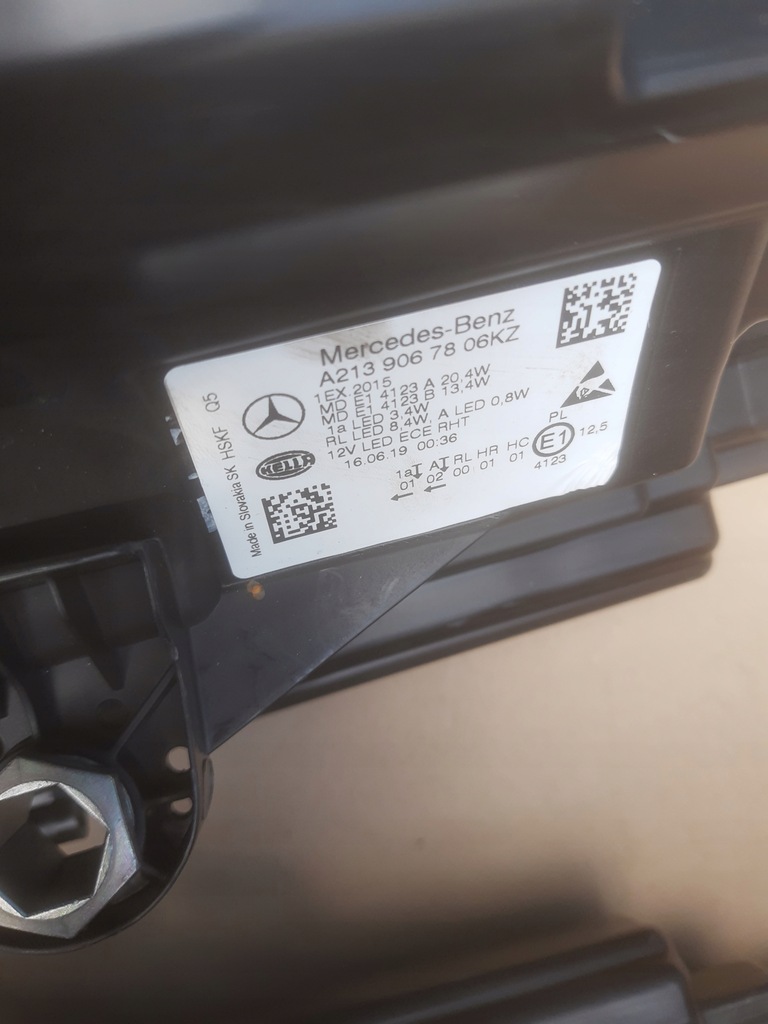 Mercedes-Benz
A213 906 78 06KZ
1EX 2015
MD E1 4123 A 20,4W
MD E1 4123 B 13,4W
1a LED 3,4W
RL LED 8,4W, A LED 0,8W
12V LED ECE RHT
16.06.19 00:36
1a A RL HR HC
01 02 00 01 01
PL
E1 12,5
4123
HELLA
Made in Slovakia SK HSKF Q5